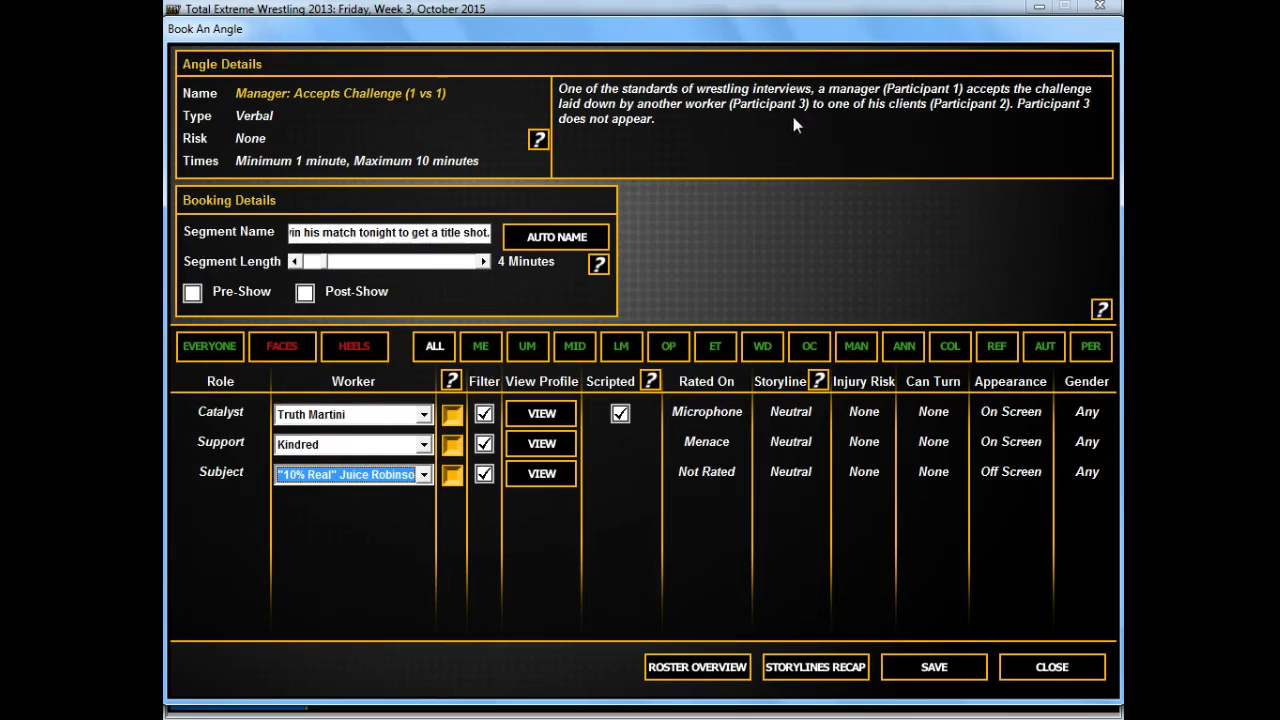 Total Extreme Wrestling 2013: Friday, Week 3, October 2015
Book An Angle
Angle Details
Name Manager: Accepts Challenge (1 vs 1)
Type Verbal
Risk None
Times Minimum 1 minute, Maximum 10 minutes
?
One of the standards of wrestling interviews, a manager (Participant 1) accepts the challenge
laid down by another worker (Participant 3) to one of his clients (Participant 2). Participant 3
does not appear.
Booking Details
Segment Name in his match tonight to get a title shot. AUTO NAME
Segment Length 4 Minutes ?
Pre-Show Post-Show
?
EVERYONE FACES HEELS ALL ME UM MID LM OP ET WD OC MAN ANN COL REF AUT PER
Role Worker ? Filter View Profile Scripted ? Rated On Storyline ? Injury Risk Can Turn Appearance Gender
Catalyst Truth Martini VIEW Microphone Neutral None None On Screen Any
Support Kindred VIEW Menace Neutral None None On Screen Any
Subject "10% Real" Juice Robinso VIEW Not Rated Neutral None None Off Screen Any
ROSTER OVERVIEW STORYLINES RECAP SAVE CLOSE